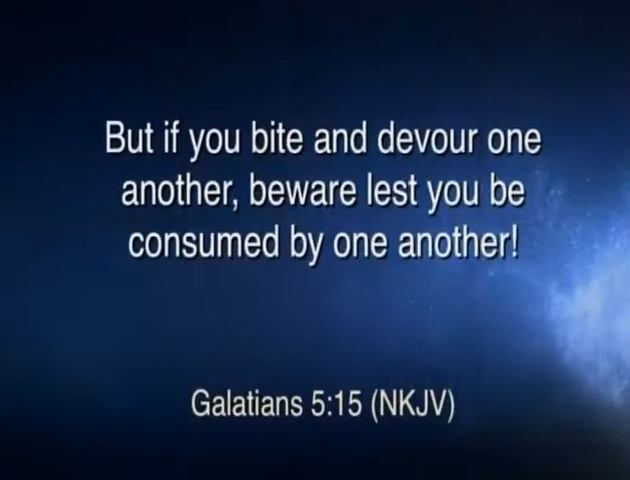 But if you bite and devour one
another, beware lest you be
consumed by one another!
Galatians 5:15 (NKJV)